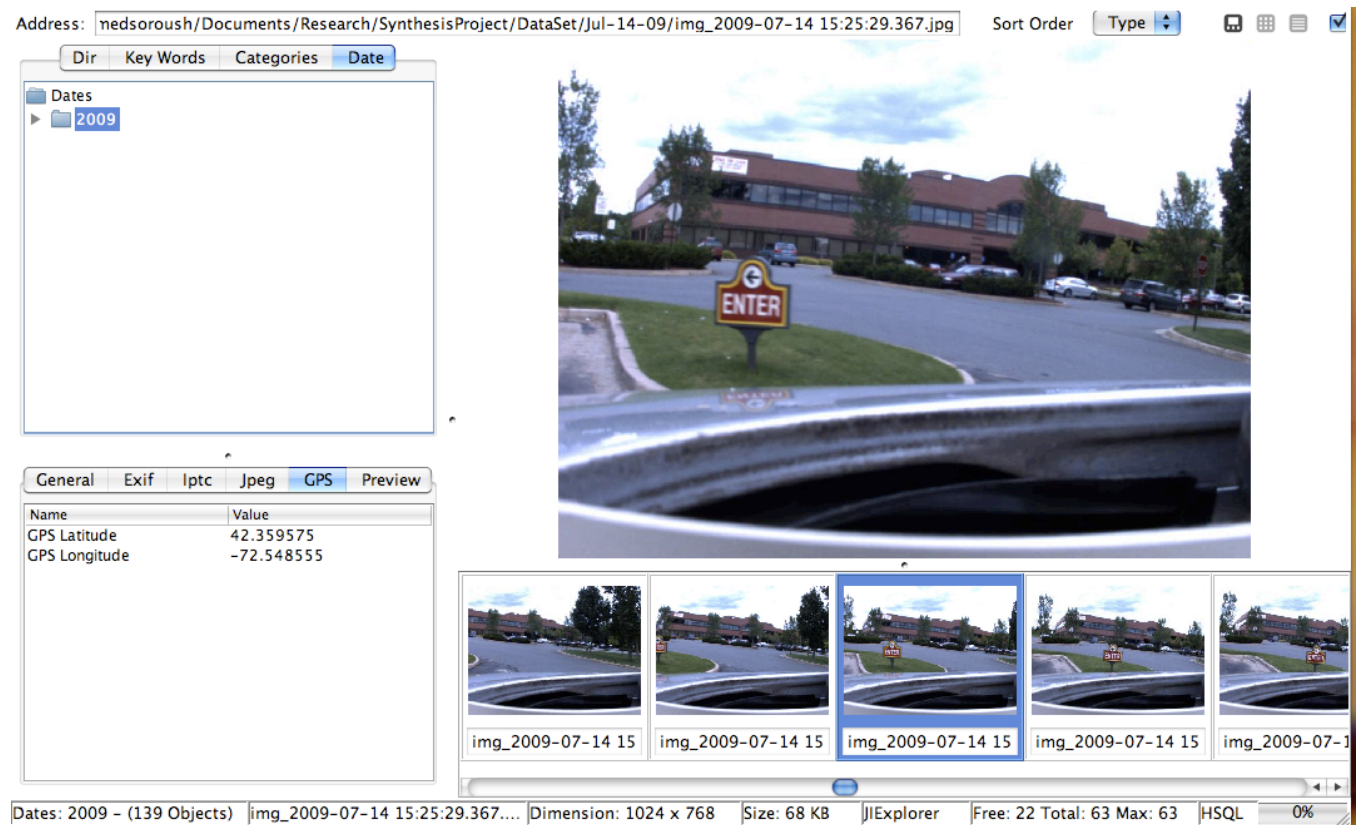 Address: nedsoroush/Documents/Research/SynthesisProject/DataSet/Jul-14-09/img_2009-07-14 15:25:29.367.jpg Sort Order Type
Dir Key Words Categories Date
Dates
2009
ENTER
General Exif Iptc Jpeg GPS Preview
Name Value
GPS Latitude 42.359575
GPS Longitude -72.548555
img_2009-07-14 15 img_2009-07-14 15 img_2009-07-14 15 img_2009-07-14 15 img_2009-07-1
Dates: 2009 - (139 Objects) img_2009-07-14 15:25:29.367.... Dimension: 1024 x 768 Size: 68 KB JIExplorer Free: 22 Total: 63 Max: 63 HSQL 0%